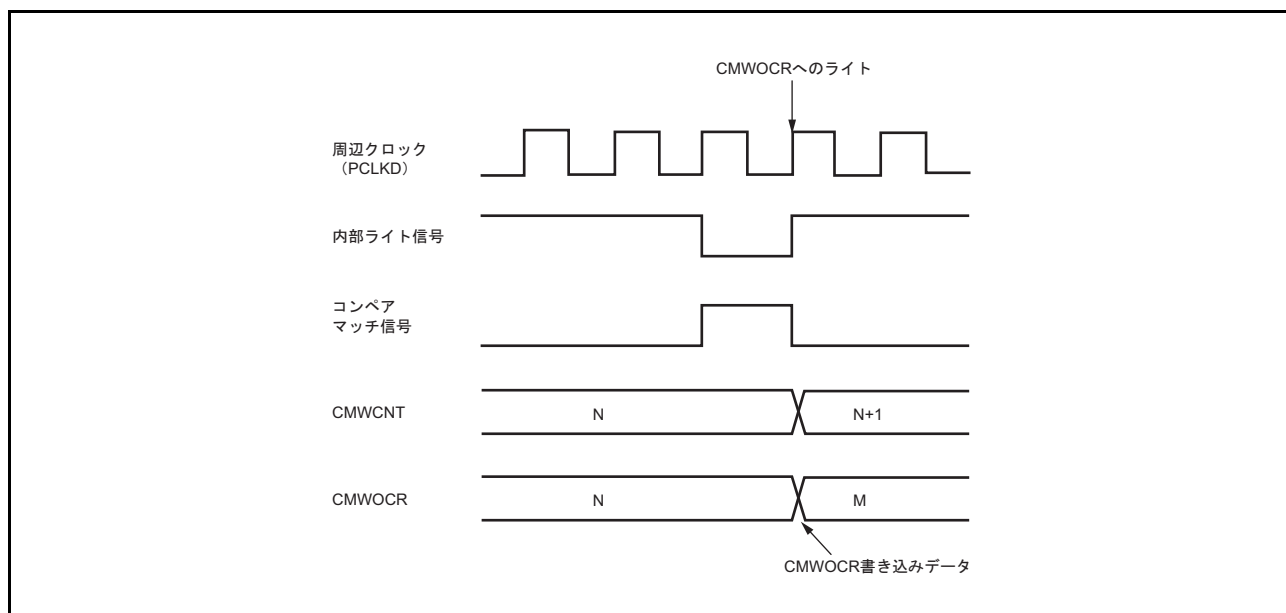 CMWOCRへのライト
周辺クロック
（PCLKD）
内部ライト信号
コンペア
マッチ信号
CMWCNT
N
N+1
CMWOCR
N
M
CMWOCR書き込みデータ